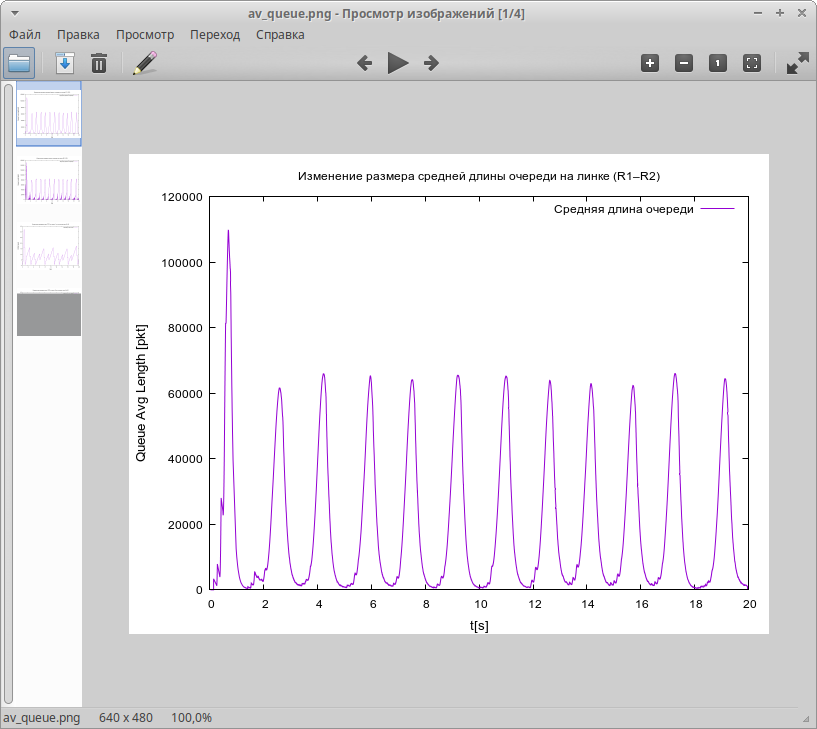 av_queue.png - Просмотр изображений [1/4]
Файл Правка Просмотр Переход Справка
1
Изменение размера средней длины очереди на линке (R1–R2)
Средняя длина очереди
120000
100000
80000
60000
40000
20000
0
Queue Avg Length [pkt]
0 2 4 6 8 10 12 14 16 18 20
t[s]
av_queue.png 640 x 480 100,0%